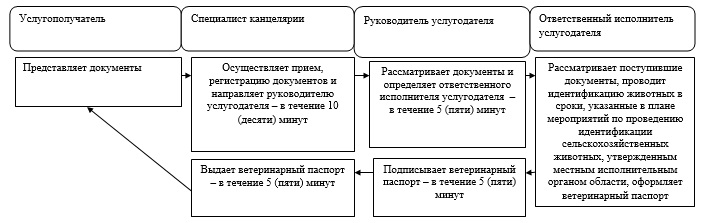 Услугополучатель
Специалист канцелярии
Руководитель услугодателя
Ответственный исполнитель
услугодателя
Представляет документы
Осуществляет прием,
регистрацию документов и
направляет руководителю
услугодателя – в течение 10
(десяти) минут
Рассматривает документы и
определяет ответственного
исполнителя услугодателя –
в течение 5 (пяти) минут
Рассматривает поступившие
документы, проводит
идентификацию животных в
сроки, указанные в плане
мероприятий по проведению
идентификации
сельскохозяйственных
животных, утвержденным
местным исполнительным
органом области, оформляет
ветеринарный паспорт
Выдает ветеринарный паспорт
– в течение 5 (пяти) минут
Подписывает ветеринарный
паспорт – в течение 5 (пяти)
минут